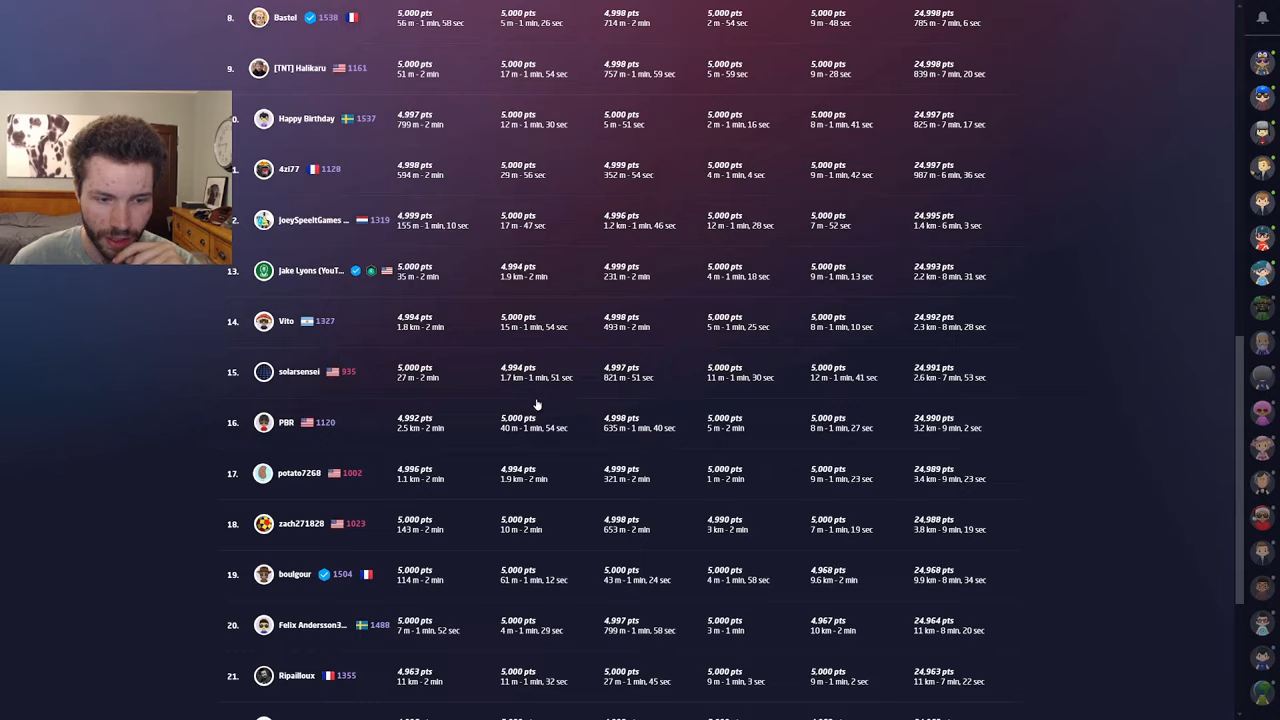 8. Bastel 1538 5,000 pts 5,000 pts 4,998 pts 5,000 pts 5,000 pts 24,998 pts
56 m - 1 min, 58 sec 5 m - 1 min, 26 sec 714 m - 2 min 2 m - 54 sec 9 m - 48 sec 785 m - 7 min, 6 sec
9. [TNT] Halikaru 1161 5,000 pts 5,000 pts 4,998 pts 5,000 pts 5,000 pts 24,998 pts
51 m - 2 min 17 m - 1 min, 54 sec 757 m - 1 min, 59 sec 5 m - 59 sec 9 m - 28 sec 839 m - 7 min, 20 sec
0. Happy Birthday 1537 4,997 pts 5,000 pts 5,000 pts 5,000 pts 5,000 pts 24,997 pts
799 m - 2 min 12 m - 1 min, 30 sec 5 m - 51 sec 2 m - 1 min, 16 sec 8 m - 1 min, 41 sec 825 m - 7 min, 17 sec
1. 4zi77 1128 4,998 pts 5,000 pts 4,999 pts 5,000 pts 5,000 pts 24,997 pts
594 m - 2 min 29 m - 56 sec 352 m - 54 sec 4 m - 1 min, 4 sec 9 m - 1 min, 42 sec 987 m - 6 min, 36 sec
2. JoeySpeeltGames ... 1319 4,999 pts 5,000 pts 4,996 pts 5,000 pts 5,000 pts 24,995 pts
155 m - 1 min, 10 sec 17 m - 47 sec 1.2 km - 1 min, 46 sec 12 m - 1 min, 28 sec 7 m - 52 sec 1.4 km - 6 min, 3 sec
13. Jake Lyons (YouT... 5,000 pts 4,994 pts 4,999 pts 5,000 pts 5,000 pts 24,993 pts
35 m - 2 min 1.9 km - 2 min 231 m - 2 min 4 m - 1 min, 18 sec 9 m - 1 min, 13 sec 2.2 km - 8 min, 31 sec
14. Vito 1327 4,994 pts 5,000 pts 4,998 pts 5,000 pts 5,000 pts 24,992 pts
1.8 km - 2 min 15 m - 1 min, 54 sec 493 m - 2 min 5 m - 1 min, 25 sec 8 m - 1 min, 10 sec 2.3 km - 8 min, 28 sec
15. solarsensei 935 5,000 pts 4,994 pts 4,997 pts 5,000 pts 5,000 pts 24,991 pts
27 m - 2 min 1.7 km - 1 min, 51 sec 821 m - 51 sec 11 m - 1 min, 30 sec 12 m - 1 min, 41 sec 2.6 km - 7 min, 53 sec
16. PBR 1120 4,992 pts 5,000 pts 4,998 pts 5,000 pts 5,000 pts 24,990 pts
2.5 km - 2 min 40 m - 1 min, 54 sec 635 m - 1 min, 40 sec 5 m - 2 min 8 m - 1 min, 27 sec 3.2 km - 9 min, 2 sec
17. potato7268 1002 4,996 pts 4,994 pts 4,999 pts 5,000 pts 5,000 pts 24,989 pts
1.1 km - 2 min 1.9 km - 2 min 321 m - 2 min 1 m - 2 min 9 m - 1 min, 23 sec 3.4 km - 9 min, 23 sec
18. zach271828 1023 5,000 pts 5,000 pts 4,998 pts 4,990 pts 5,000 pts 24,988 pts
143 m - 2 min 10 m - 2 min 653 m - 2 min 3 km - 2 min 7 m - 1 min, 19 sec 3.8 km - 9 min, 19 sec
19. boulgour 1504 5,000 pts 5,000 pts 5,000 pts 5,000 pts 4,968 pts 24,968 pts
114 m - 2 min 61 m - 1 min, 12 sec 43 m - 1 min, 24 sec 4 m - 1 min, 58 sec 9.6 km - 2 min 9.9 km - 8 min, 34 sec
20. Felix Andersson3... 1488 5,000 pts 5,000 pts 4,997 pts 5,000 pts 4,967 pts 24,964 pts
7 m - 1 min, 52 sec 4 m - 1 min, 29 sec 799 m - 1 min, 58 sec 3 m - 1 min 10 km - 2 min 11 km - 8 min, 20 sec
21. Ripailloux 1355 4,963 pts 5,000 pts 5,000 pts 5,000 pts 5,000 pts 24,963 pts
11 km - 2 min 11 m - 1 min, 32 sec 27 m - 1 min, 45 sec 9 m - 1 min, 3 sec 9 m - 1 min, 2 sec 11 km - 7 min, 22 sec